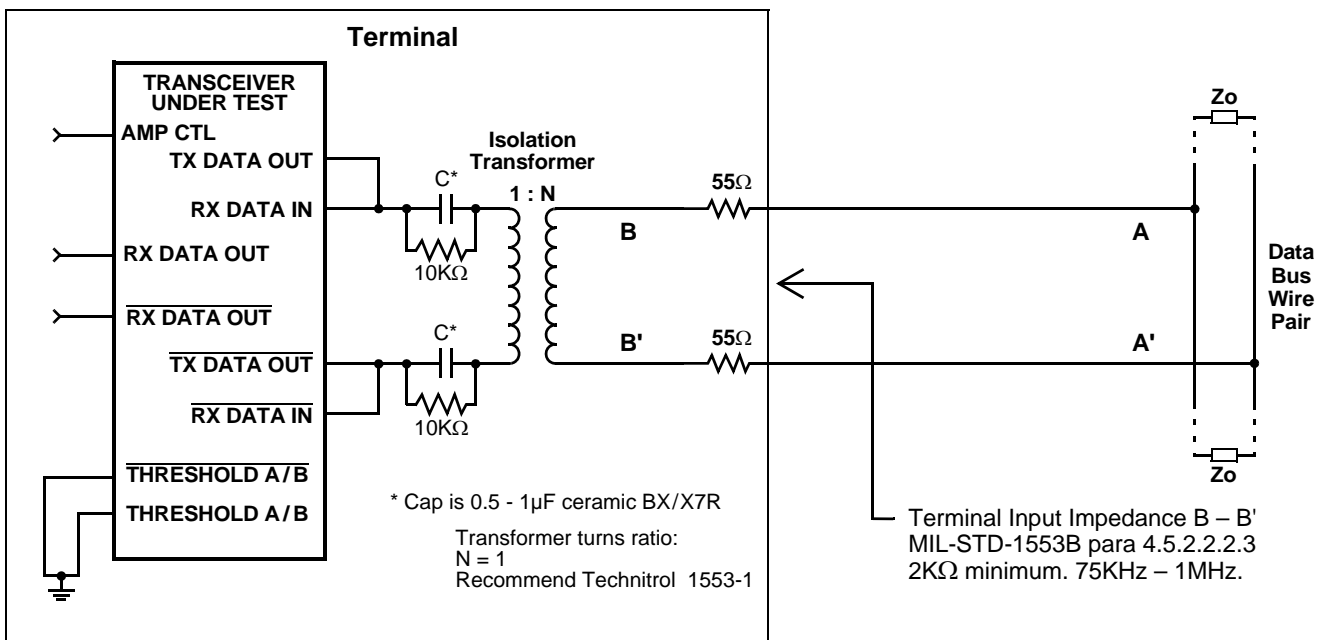 Terminal
TRANSCEIVER
UNDER TEST
AMP CTL
TX DATA OUT
RX DATA IN
RX DATA OUT
RX DATA OUT
TX DATA OUT
RX DATA IN
THRESHOLD A/B
THRESHOLD A/B
C*
10KΩ
C*
10KΩ
Isolation
Transformer
1 : N
B
B'
55Ω
55Ω
A
A'
Zo
Zo
Data
Bus
Wire
Pair
* Cap is 0.5 - 1µF ceramic BX/X7R
Transformer turns ratio:
N = 1
Recommend Technitrol 1553-1
Terminal Input Impedance B – B'
MIL-STD-1553B para 4.5.2.2.2.3
2KΩ minimum. 75KHz – 1MHz.